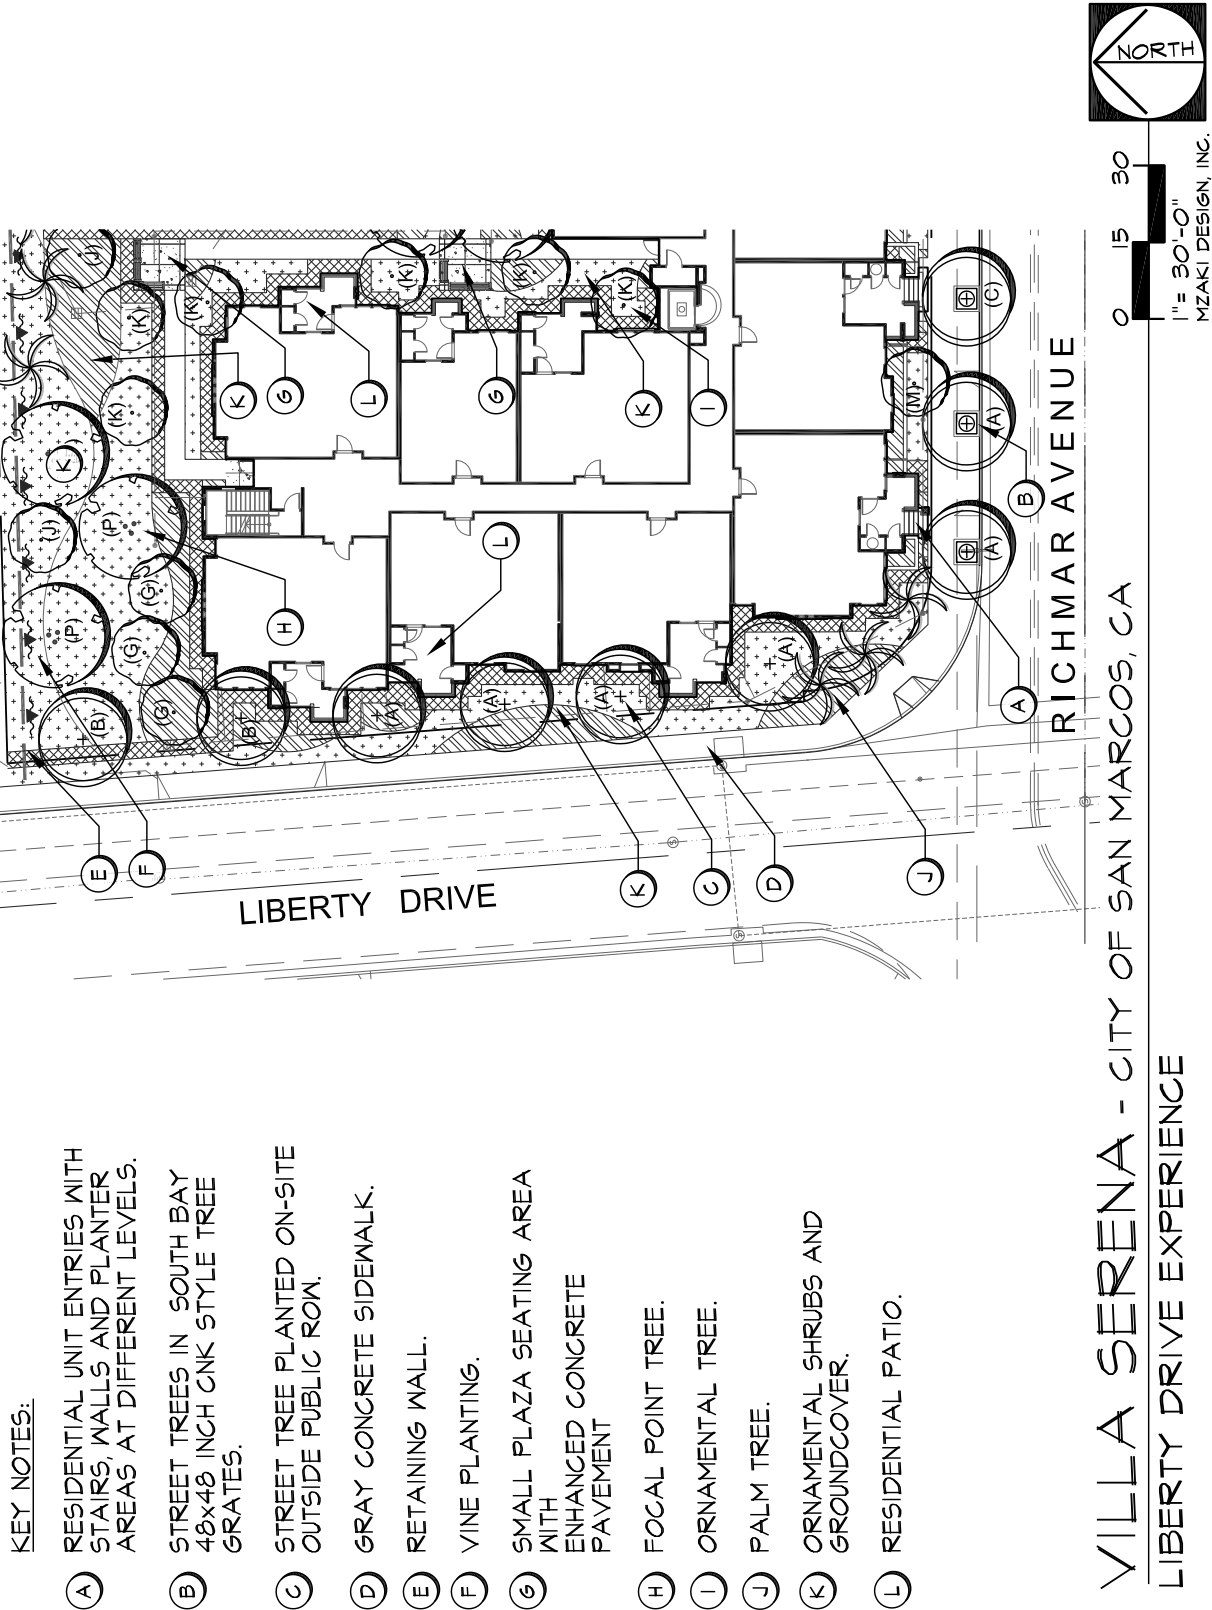 KEY NOTES:
A RESIDENTIAL UNIT ENTRIES WITH
STAIRS, WALLS AND PLANTER
AREAS AT DIFFERENT LEVELS.
B STREET TREES IN SOUTH BAY
48x48 INCH CNK STYLE TREE
GRATES.
C STREET TREE PLANTED ON-SITE
OUTSIDE PUBLIC ROW.
D GRAY CONCRETE SIDEWALK.
E RETAINING WALL.
F VINE PLANTING.
G SMALL PLAZA SEATING AREA
WITH
ENHANCED CONCRETE
PAVEMENT
H FOCAL POINT TREE.
I ORNAMENTAL TREE.
J PALM TREE.
K ORNAMENTAL SHRUBS AND
GROUNDCOVER.
L RESIDENTIAL PATIO.
E
F
LIBERTY DRIVE
K
C
D
J
(B)
(G)
(B)
(A)
(A)
(A)
(A)
(P)
(G)
(G)
H
L
A
(J)
(P)
K
(K)
K
G
L
G
K
I
B
(A)
(A)
(C)
(M)
(J)
(K)
(K)
(K)
(K)
(K)
RICHMAR AVENUE
VILLA SERENA - CITY OF SAN MARCOS, CA
LIBERTY DRIVE EXPERIENCE
0 15 30
1"= 30'-0"
MZAKI DESIGN, INC.
NORTH